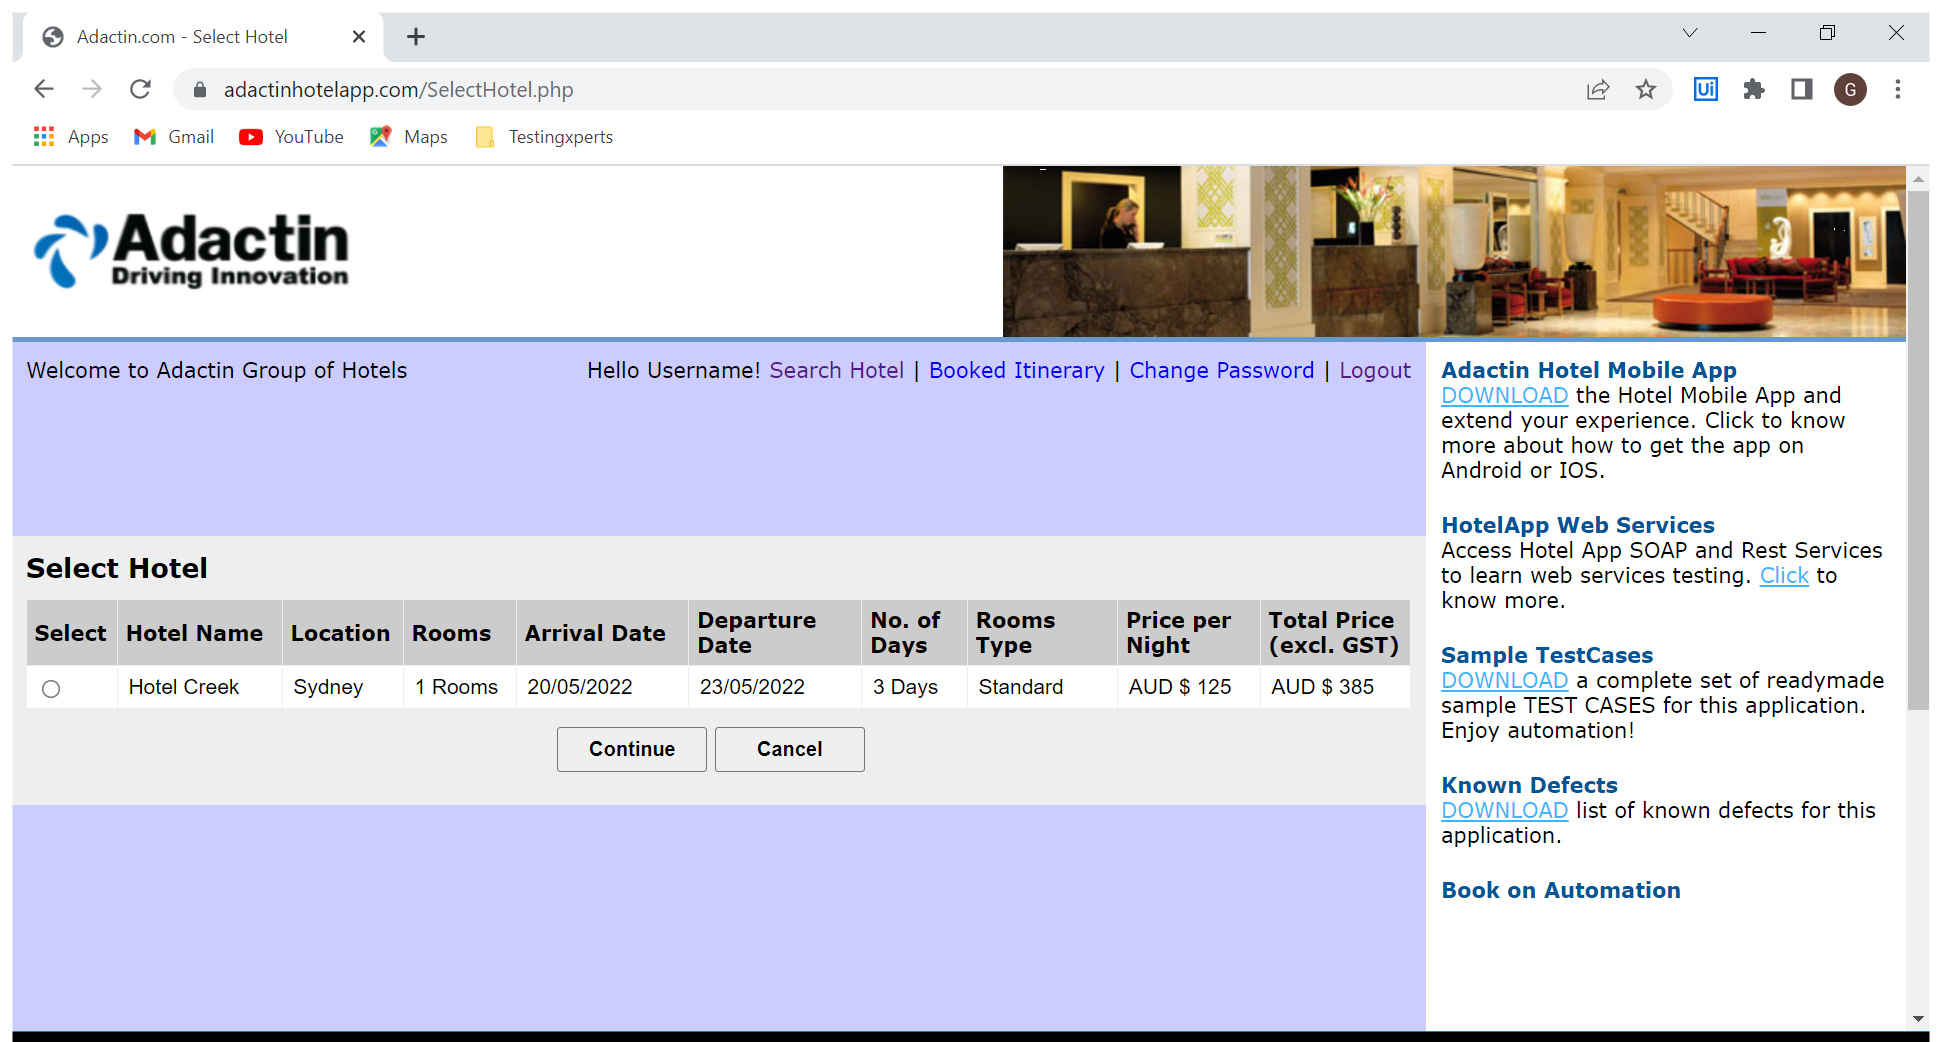 Adactin.com - Select Hotel
adactinhotelapp.com/SelectHotel.php
Ui
G
Apps Gmail YouTube Maps Testingxperts
Adactin
Driving Innovation
Welcome to Adactin Group of Hotels
Hello Username! Search Hotel | Booked Itinerary | Change Password | Logout
Select Hotel
Select Hotel Name Location Rooms Arrival Date Departure Date No. of Days Rooms Type Price per Night Total Price (excl. GST)
Hotel Creek Sydney 1 Rooms 20/05/2022 23/05/2022 3 Days Standard AUD $ 125 AUD $ 385
Continue Cancel
Adactin Hotel Mobile App
DOWNLOAD the Hotel Mobile App and
extend your experience. Click to know
more about how to get the app on
Android or IOS.
HotelApp Web Services
Access Hotel App SOAP and Rest Services
to learn web services testing. Click to
know more.
Sample TestCases
DOWNLOAD a complete set of readymade
sample TEST CASES for this application.
Enjoy automation!
Known Defects
DOWNLOAD list of known defects for this
application.
Book on Automation